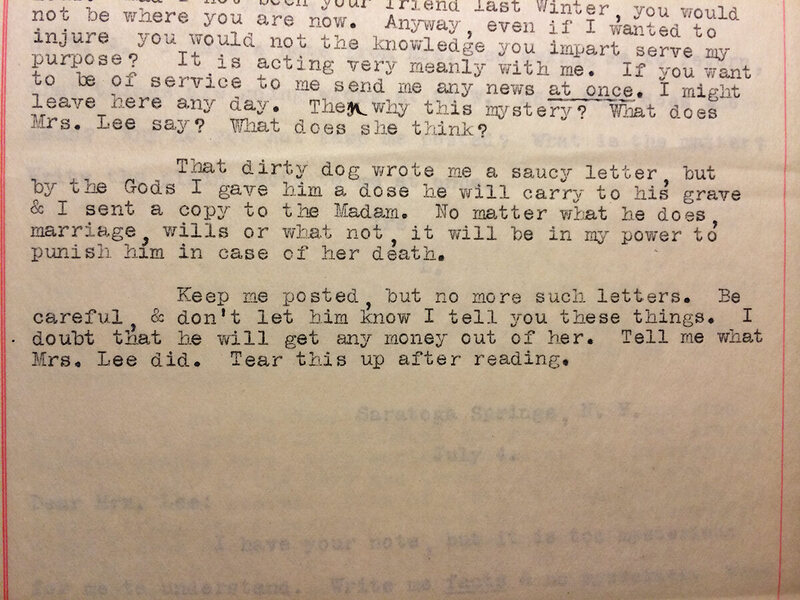 Had I not been your friend last winter, you would
not be where you are now. Anyway, even if I wanted to
injure you would not the knowledge you impart serve my
purpose? It is acting very meanly with me. If you want
to be of service to me send me any news at once. I might
leave here any day. Then why this mystery? What does
Mrs. Lee say? What does she think?
That dirty dog wrote me a saucy letter, but
by the Gods I gave him a dose he will carry to his grave
& I sent a copy to the Madam. No matter what he does,
marriage, wills or what not, it will be in my power to
punish him in case of her death.
Keep me posted, but no more such letters. Be
careful, & don't let him know I tell you these things. I
doubt that he will get any money out of her. Tell me what
Mrs. Lee did. Tear this up after reading.
Saratoga Springs, N. Y.
July 4.
Dear Mrs. Lee:
I have your note, but it is too mysterious
for me to understand. Write me facts & no